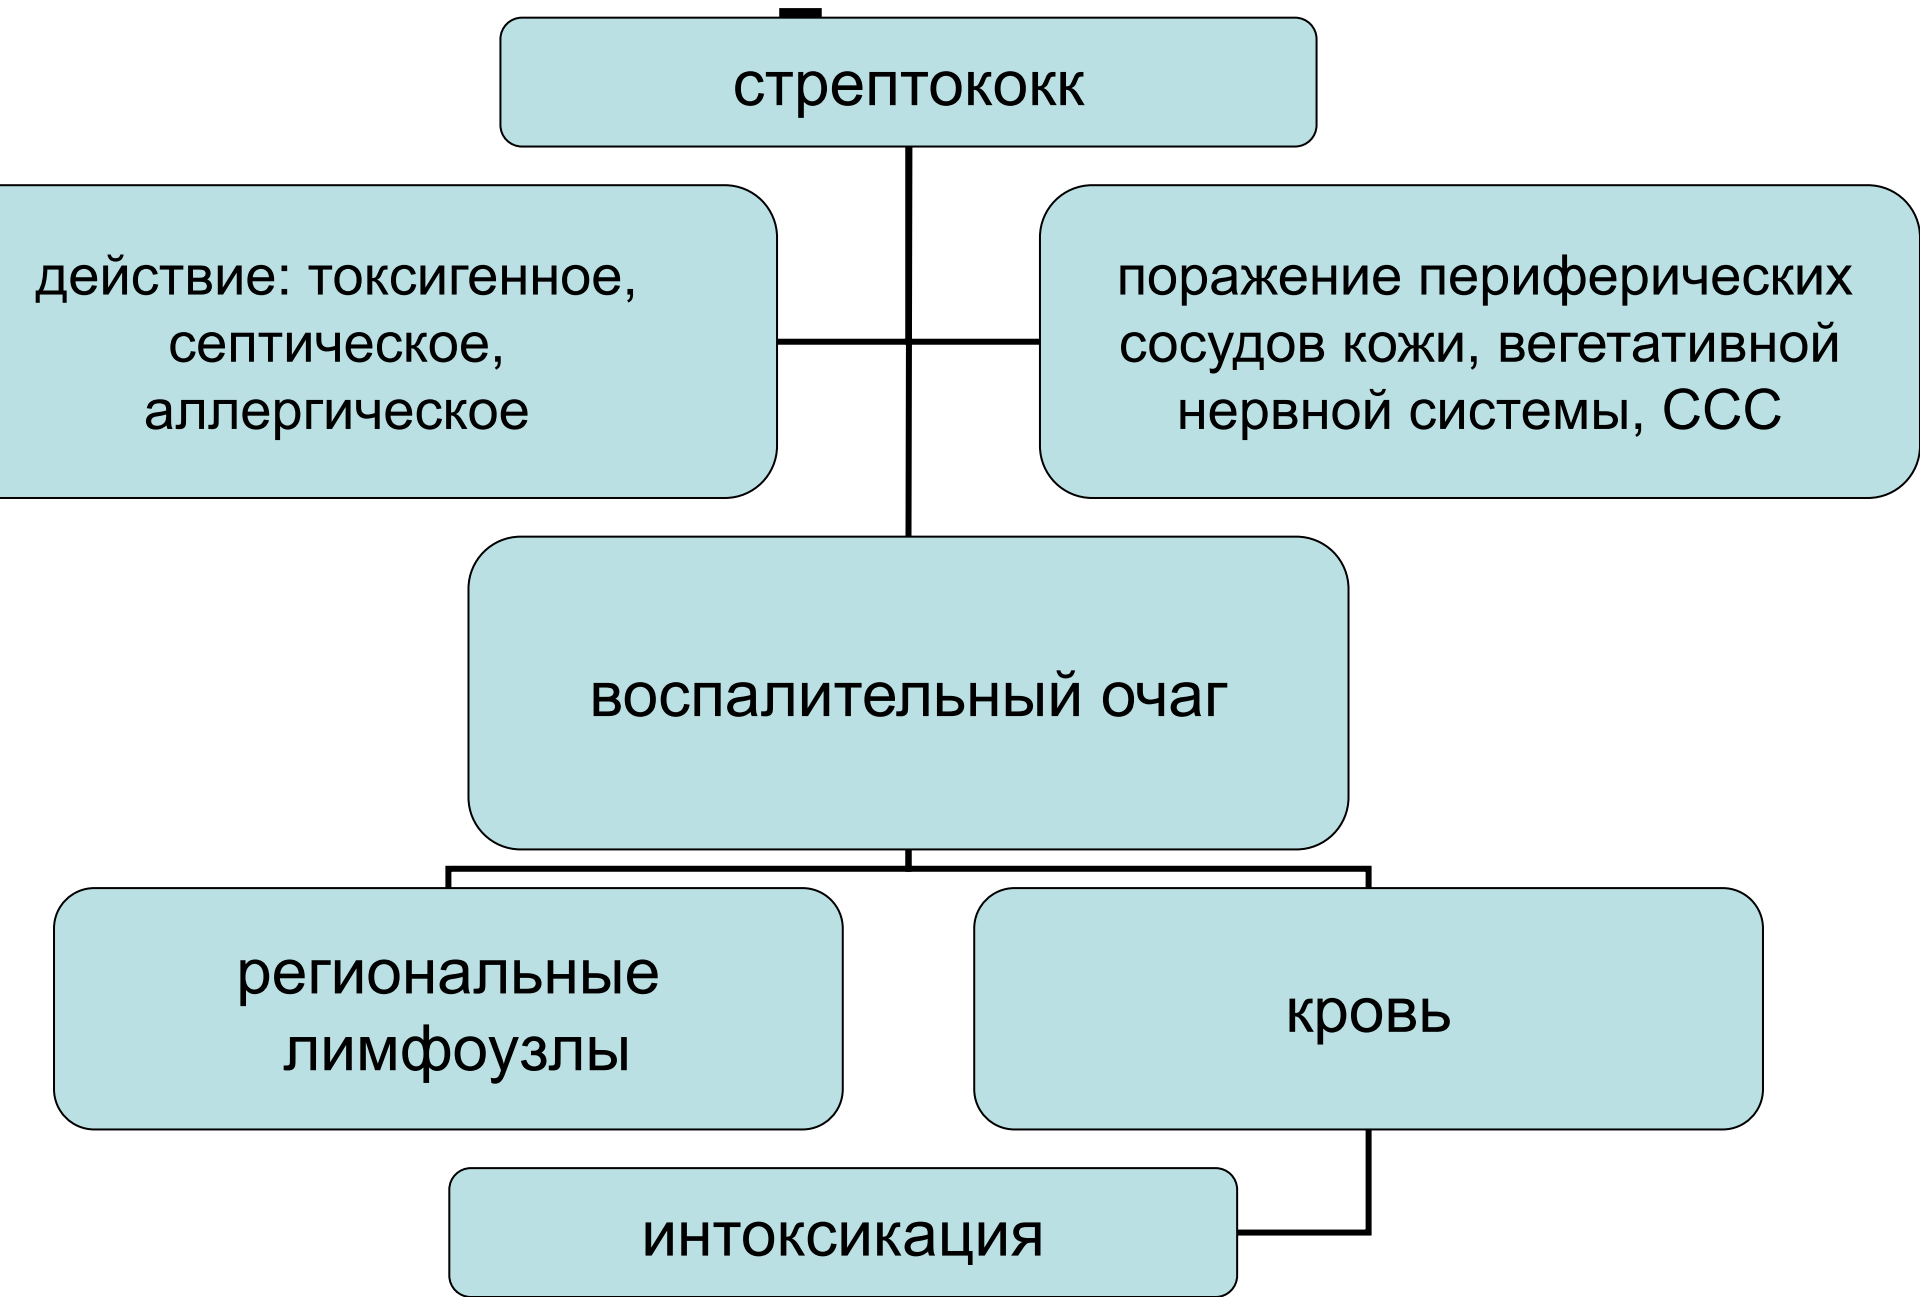 стрептококк
действие: токсигенное,
септическое,
аллергическое
поражение периферических
сосудов кожи, вегетативной
нервной системы, ССС
воспалительный очаг
региональные
лимфоузлы
кровь
интоксикация